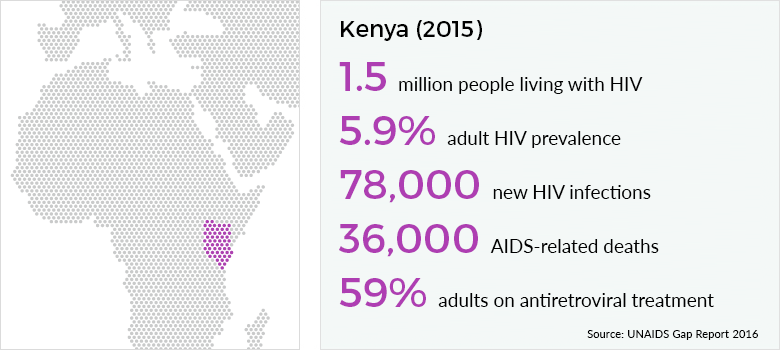 Kenya (2015)
1.5 million people living with HIV
5.9% adult HIV prevalence
78,000 new HIV infections
36,000 AIDS-related deaths
59% adults on antiretroviral treatment
Source: UNAIDS Gap Report 2016